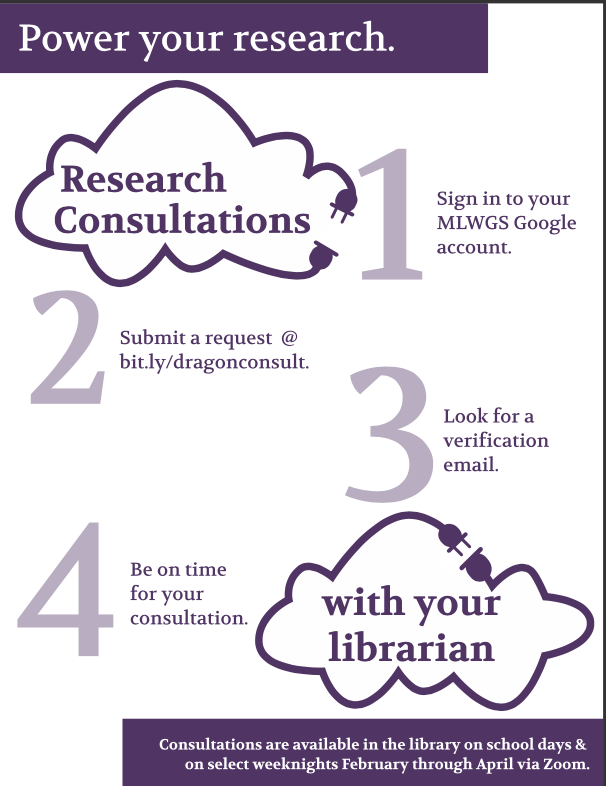 Power your research.
Research
Consultations
1
Sign in to your
MLWGS Google
account.
2
Submit a request @
bit.ly/dragonconsult.
3
Look for a
verification
email.
4
Be on time
for your
consultation.
with your
librarian
Consultations are available in the library on school days &
on select weeknights February through April via Zoom.